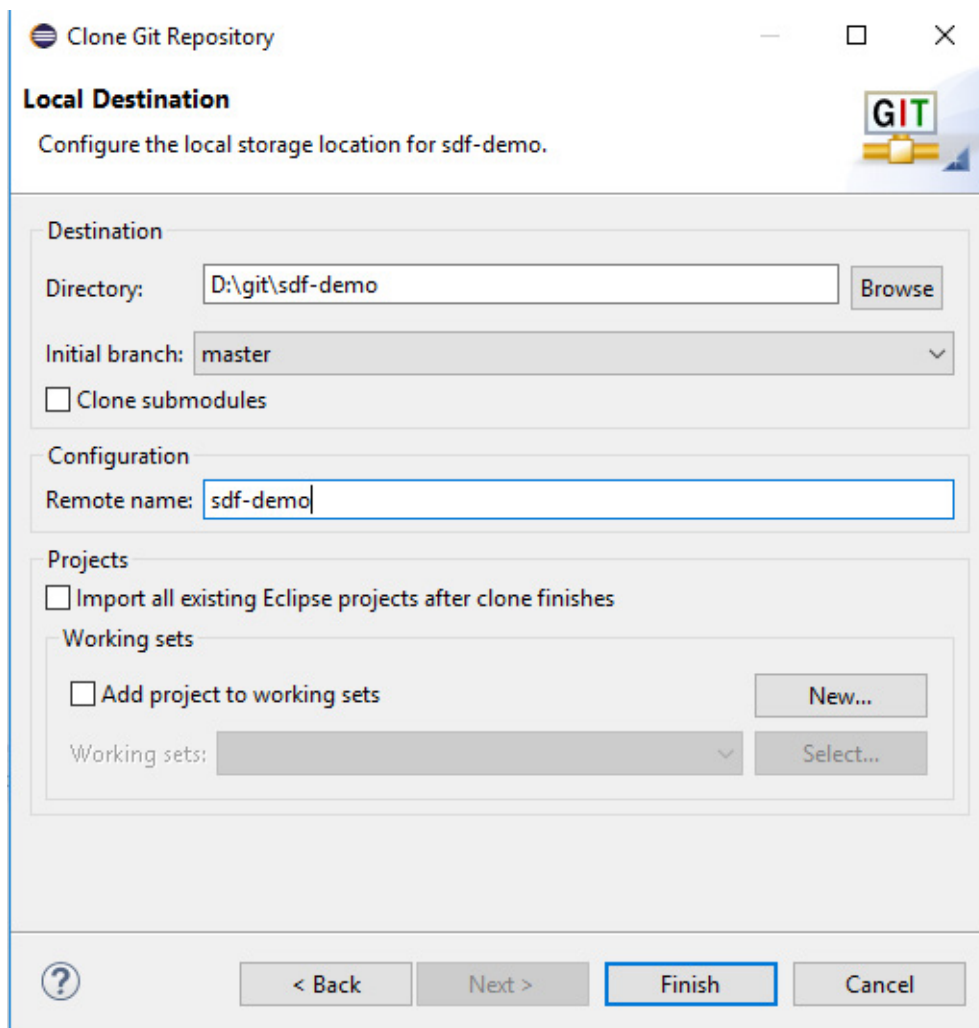 Clone Git Repository
Local Destination
GIT
Configure the local storage location for sdf-demo.
Destination
Directory: D:\git\sdf-demo Browse
Initial branch: master
Clone submodules
Configuration
Remote name: sdf-demo
Projects
Import all existing Eclipse projects after clone finishes
Working sets
Add project to working sets New...
Working sets: Select...
? < Back Next > Finish Cancel